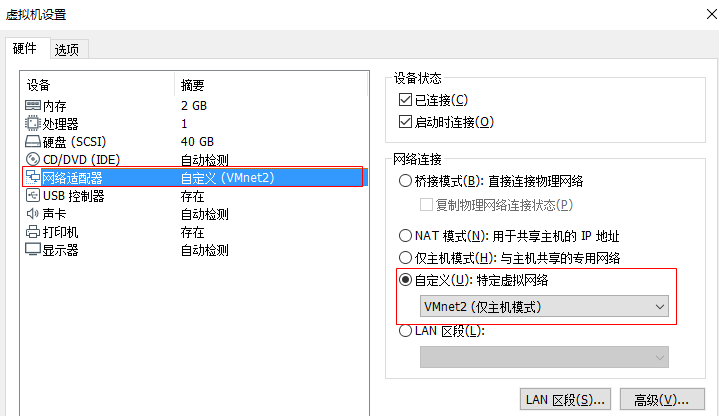 虚拟机设置
硬件 选项
设备 摘要
内存 2 GB
处理器 1
硬盘 (SCSI) 40 GB
CD/DVD (IDE) 自动检测
网络适配器 自定义 (VMnet2)
USB 控制器 存在
声卡 自动检测
打印机 存在
显示器 自动检测
设备状态
已连接(C)
启动时连接(O)
网络连接
桥接模式(B): 直接连接物理网络
复制物理网络连接状态(P)
NAT 模式(N): 用于共享主机的 IP 地址
仅主机模式(H): 与主机共享的专用网络
自定义(U): 特定虚拟网络
VMnet2 (仅主机模式)
LAN 区段(L):
LAN 区段(S)... 高级(V)...